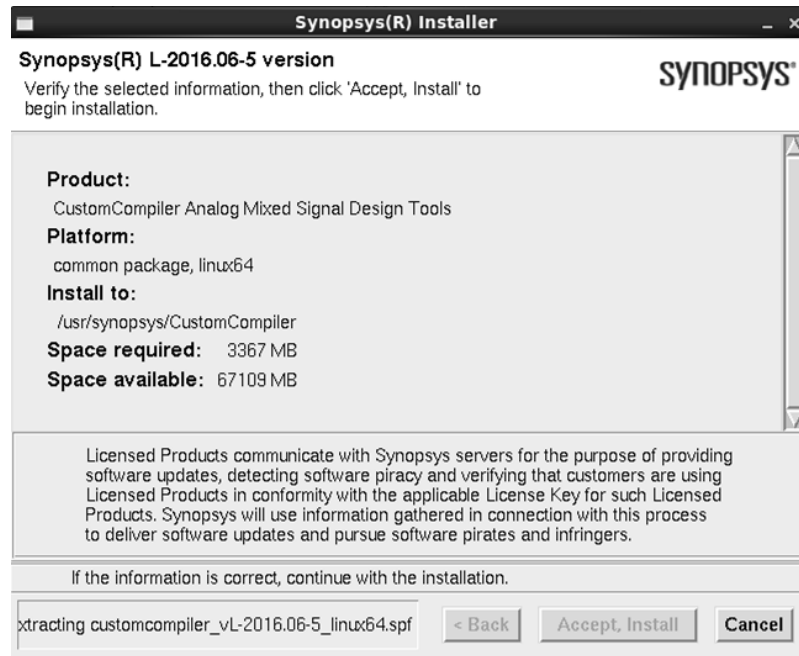 Synopsys(R) Installer
Synopsys(R) L-2016.06-5 version
Verify the selected information, then click 'Accept, Install' to
begin installation.
SYNOPSYS®
Product:
CustomCompiler Analog Mixed Signal Design Tools
Platform:
common package, linux64
Install to:
/usr/synopsys/CustomCompiler
Space required: 3367 MB
Space available: 67109 MB
Licensed Products communicate with Synopsys servers for the purpose of providing
software updates, detecting software piracy and verifying that customers are using
Licensed Products in conformity with the applicable License Key for such Licensed
Products. Synopsys will use information gathered in connection with this process
to deliver software updates and pursue software pirates and infringers.
If the information is correct, continue with the installation.
xtracting customcompiler_vL-2016.06-5_linux64.spf
< Back
Accept, Install
Cancel